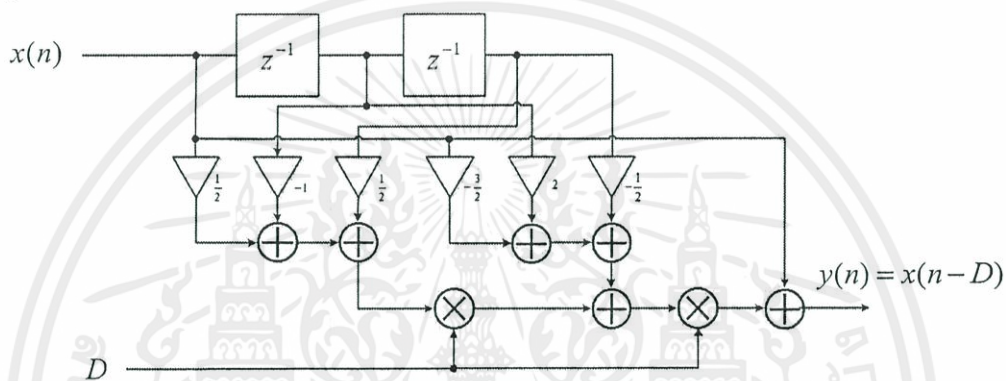 x(n)
z⁻¹
z⁻¹
1/2
-1
1/2
-3/2
2
-1/2
y(n) = x(n-D)
D